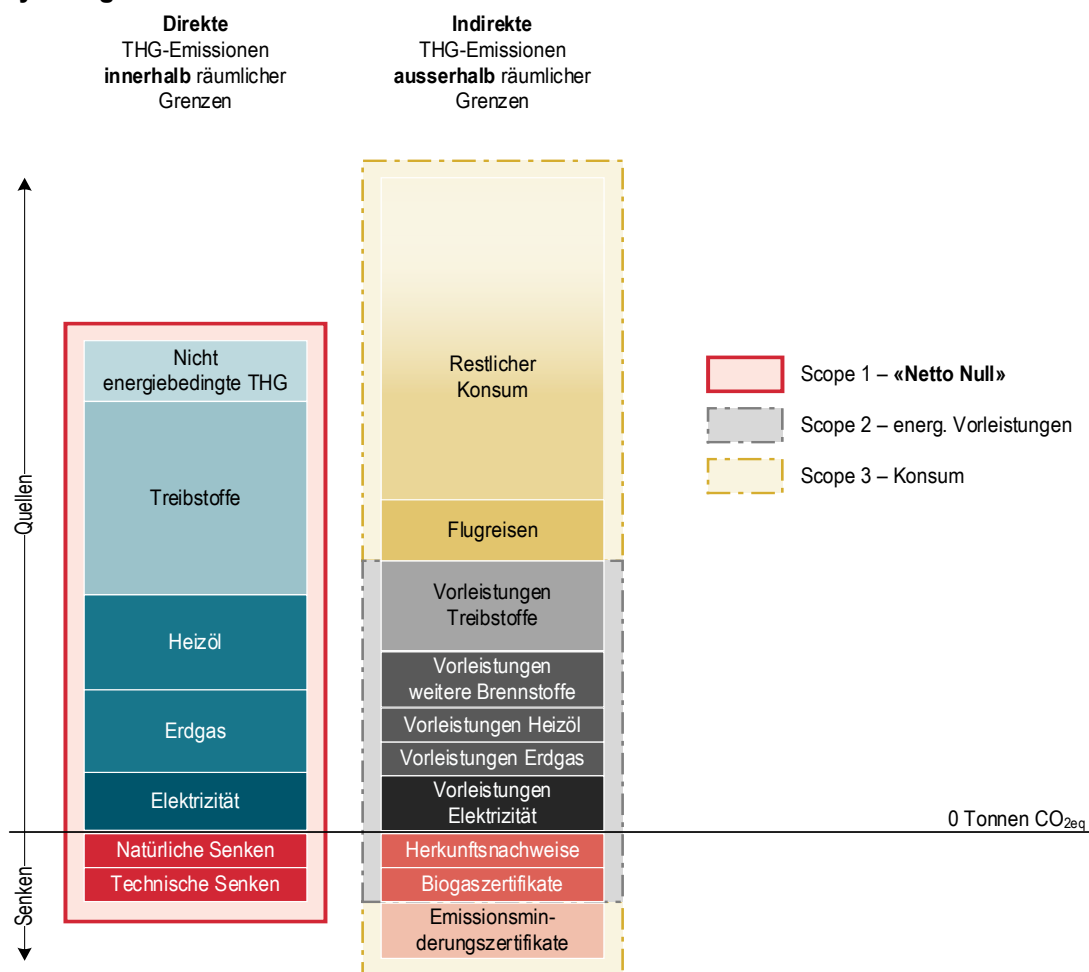 Direkte
THG-Emissionen
innerhalb räumlicher
Grenzen
Indirekte
THG-Emissionen
ausserhalb räumlicher
Grenzen
Quellen
Senken
Nicht
energiebedingte THG
Treibstoffe
Heizöl
Erdgas
Elektrizität
Natürliche Senken
Technische Senken
Restlicher
Konsum
Flugreisen
Vorleistungen
Treibstoffe
Vorleistungen
weitere Brennstoffe
Vorleistungen Heizöl
Vorleistungen Erdgas
Vorleistungen
Elektrizität
Herkunftsnachweise
Biogaszertifikate
Emissionsmin-
derungszertifikate
Scope 1 – «Netto Null»
Scope 2 – energ. Vorleistungen
Scope 3 – Konsum
0 Tonnen CO2eq